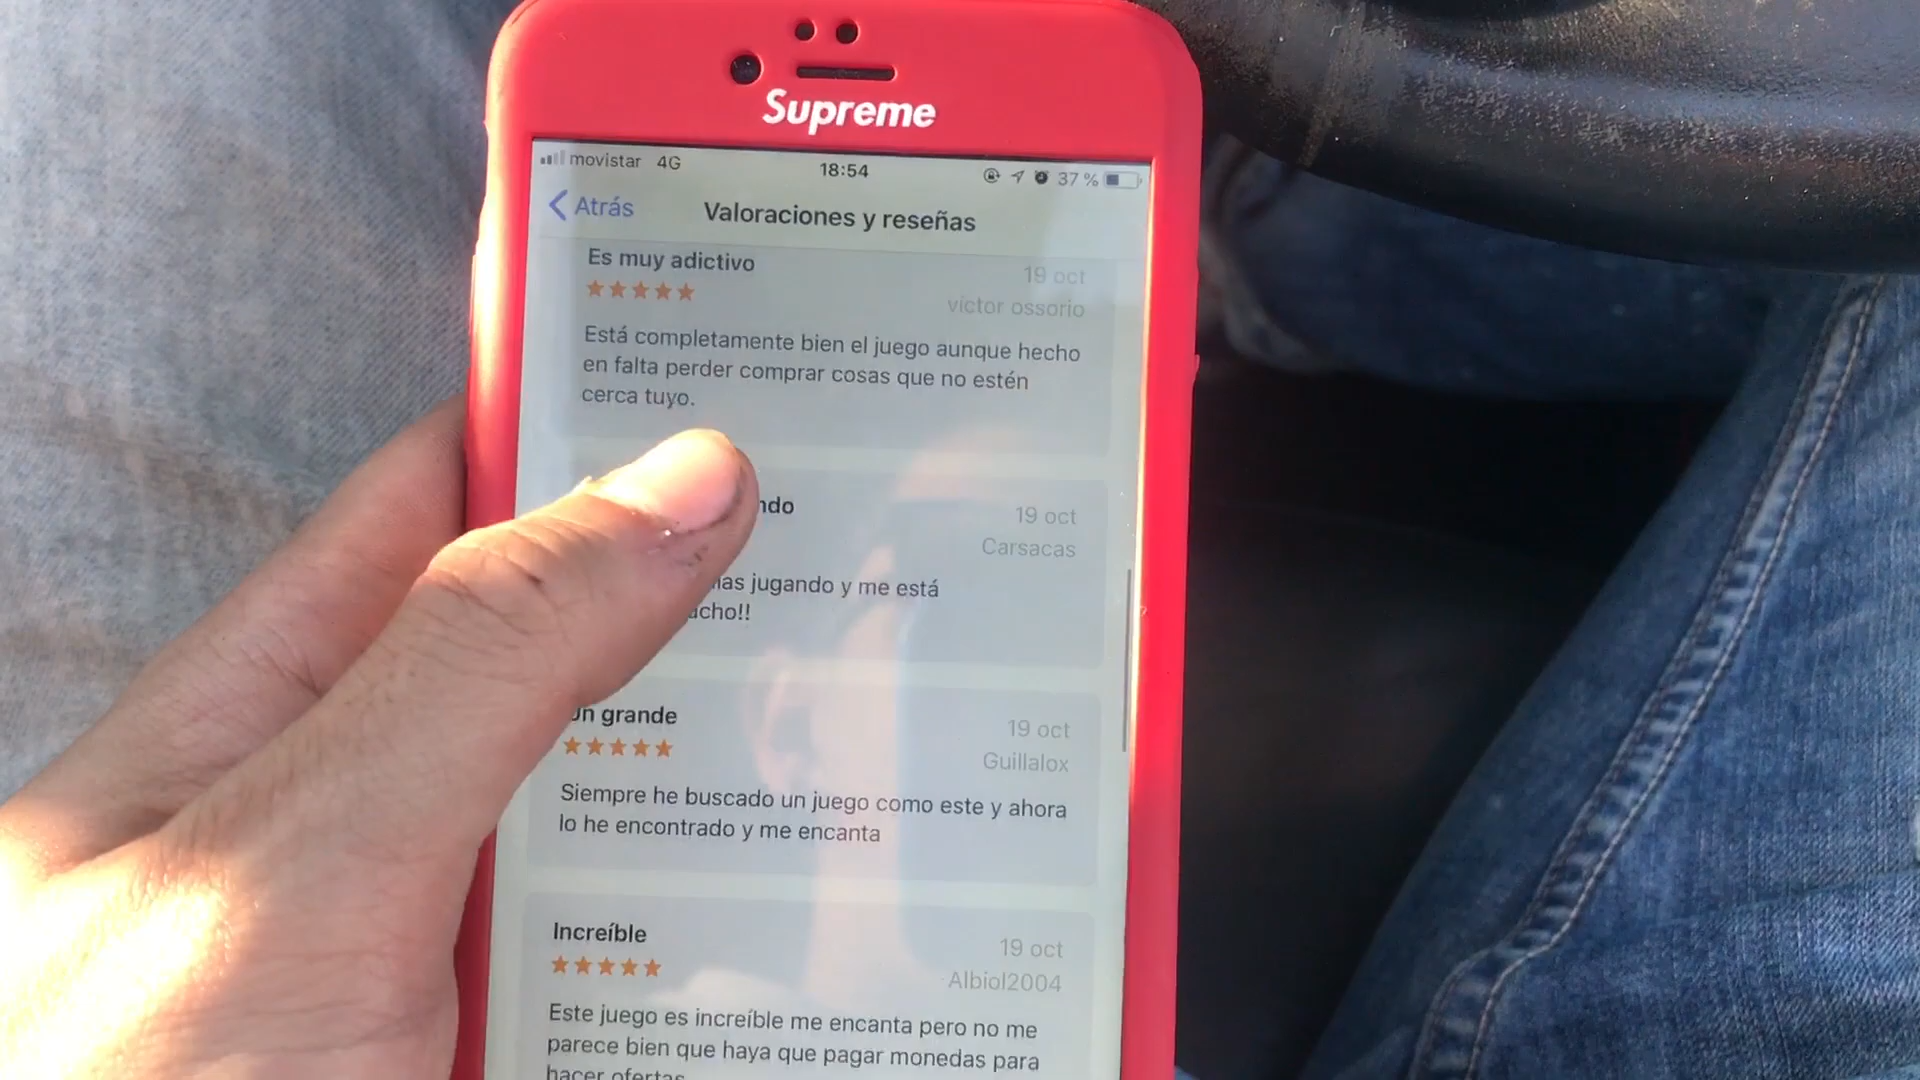 Supreme
movistar 4G
18:54
37 %
Atrás
Valoraciones y reseñas
Es muy adictivo
19 oct
victor ossorio
Está completamente bien el juego aunque hecho
en falta perder comprar cosas que no estén
cerca tuyo.
19 oct
Carsacas
jugando y me está
Un grande
19 oct
Guillalox
Siempre he buscado un juego como este y ahora
lo he encontrado y me encanta
Increíble
19 oct
Albiol2004
Este juego es increíble me encanta pero no me
parece bien que haya que pagar monedas para
hacer ofertas